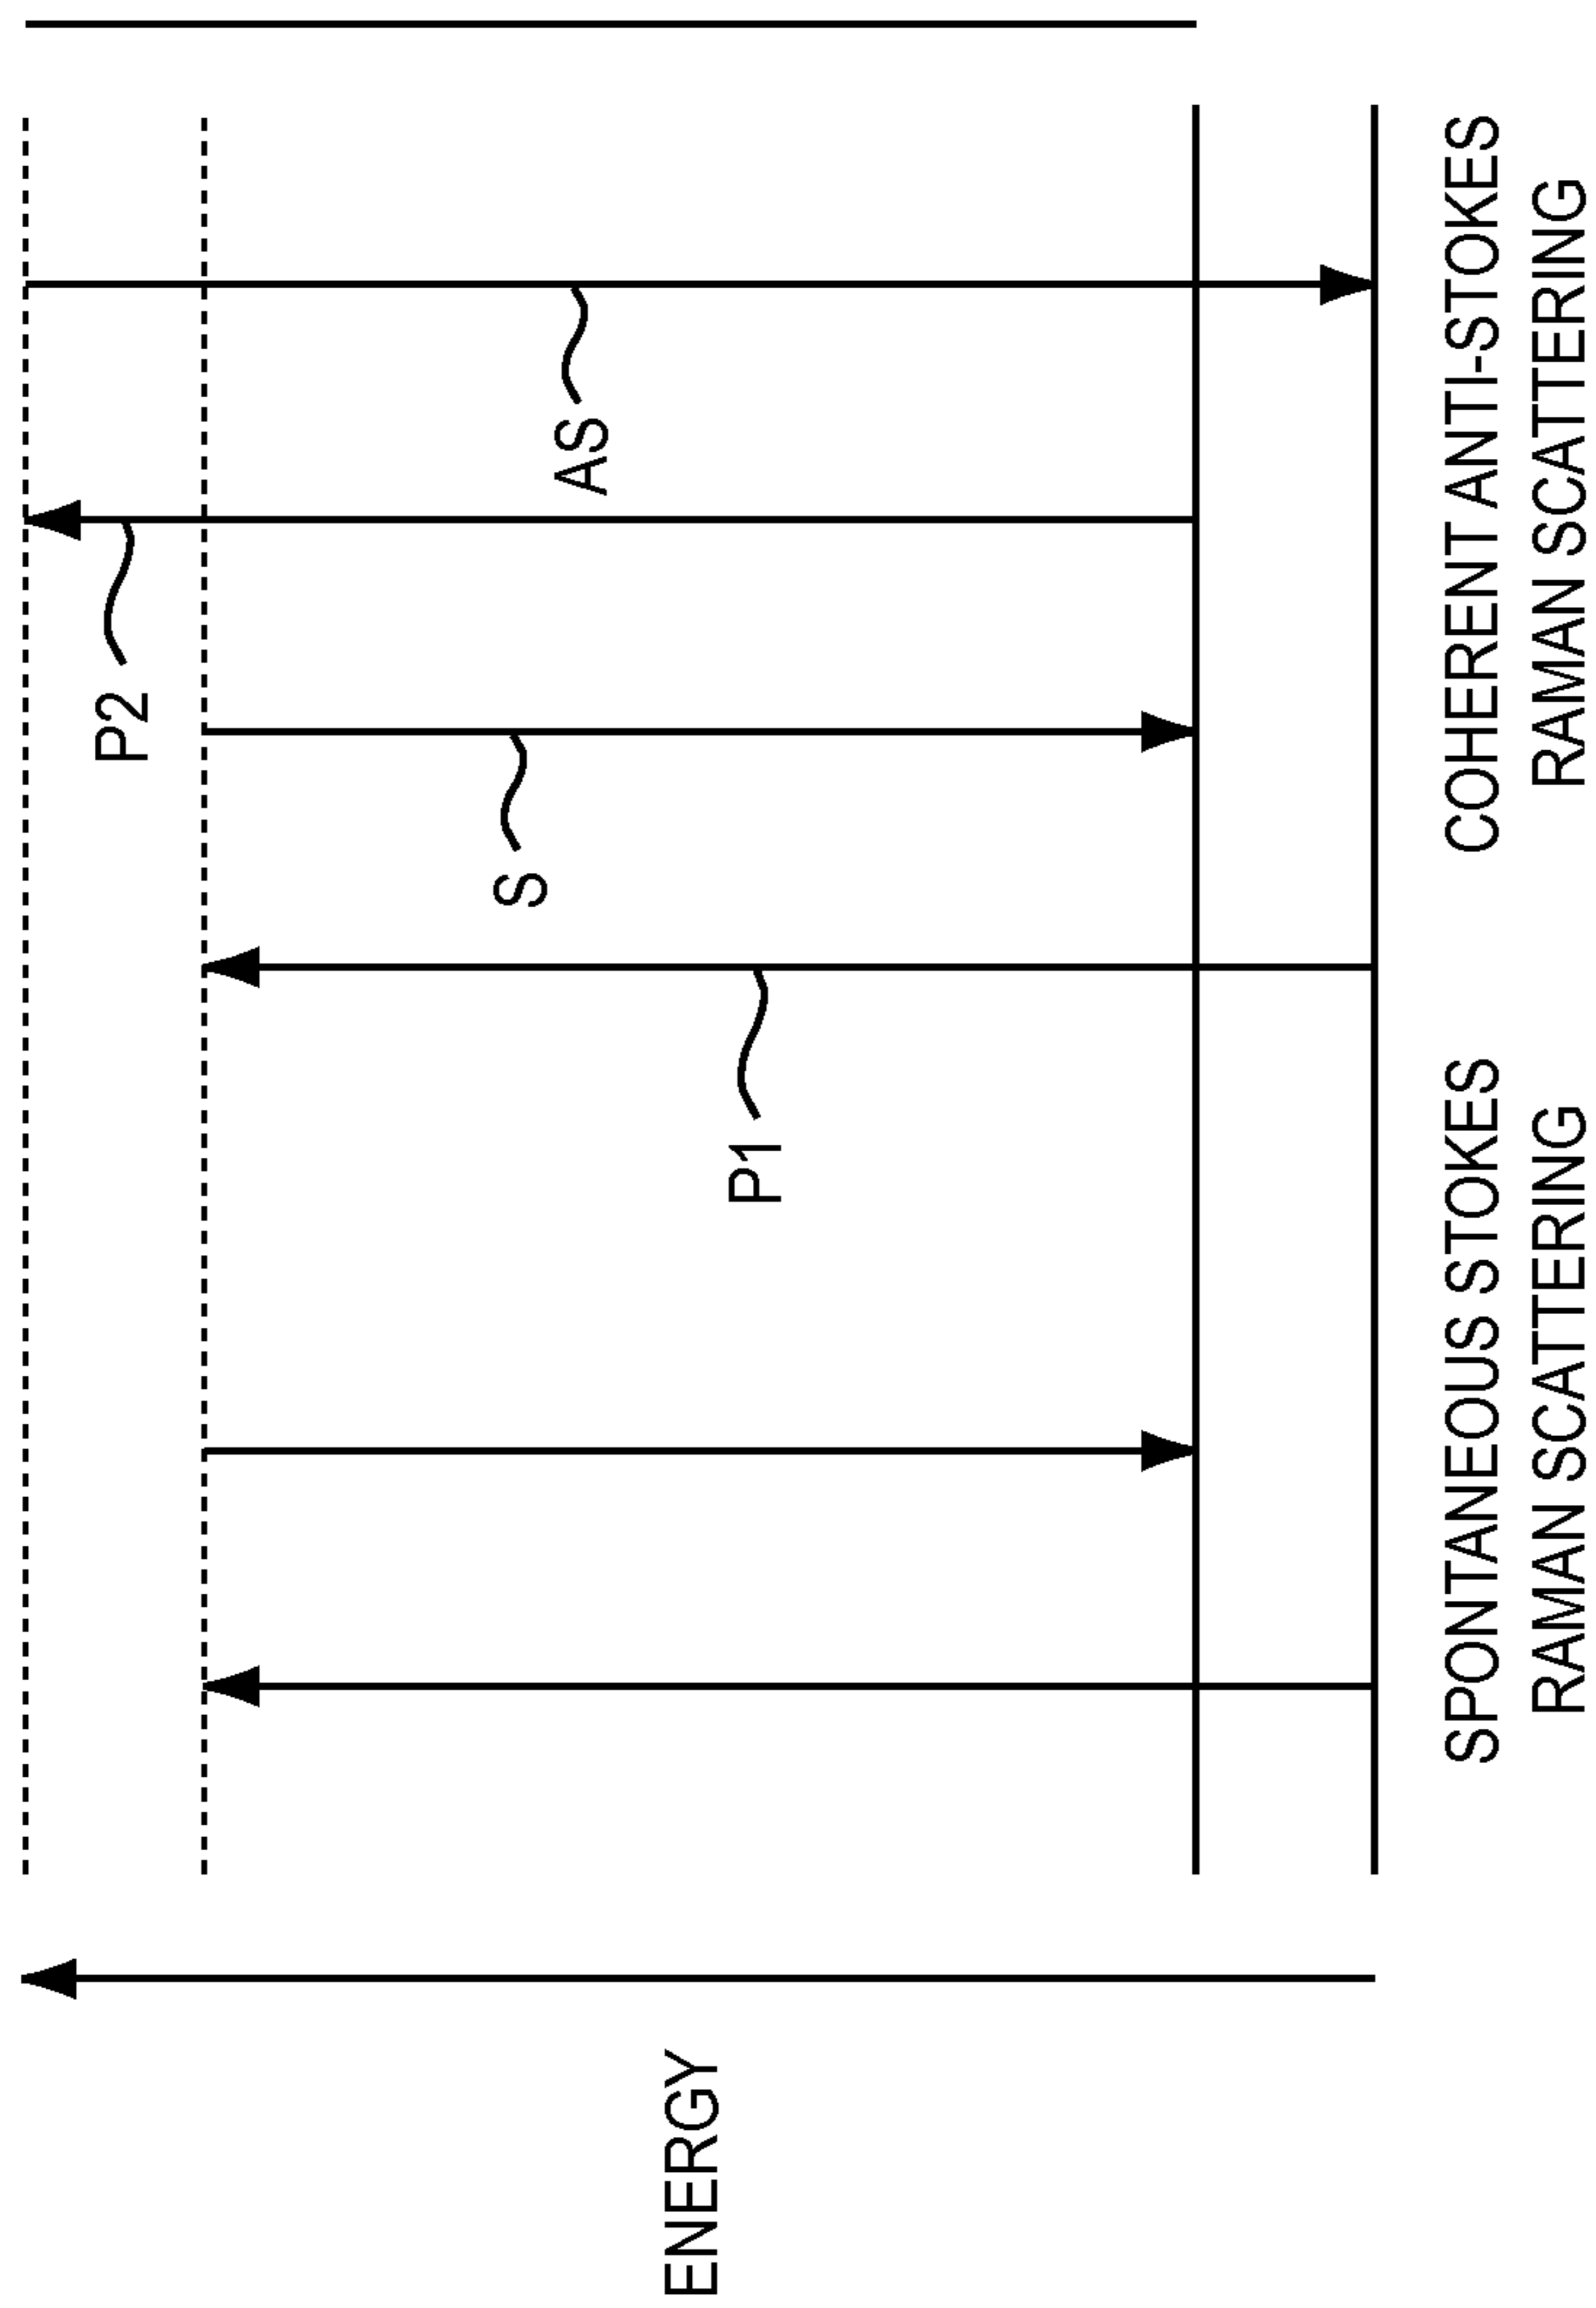 ENERGY
P1
S
P2
AS
SPONTANEOUS STOKES
RAMAN SCATTERING
COHERENT ANTI-STOKES
RAMAN SCATTERING